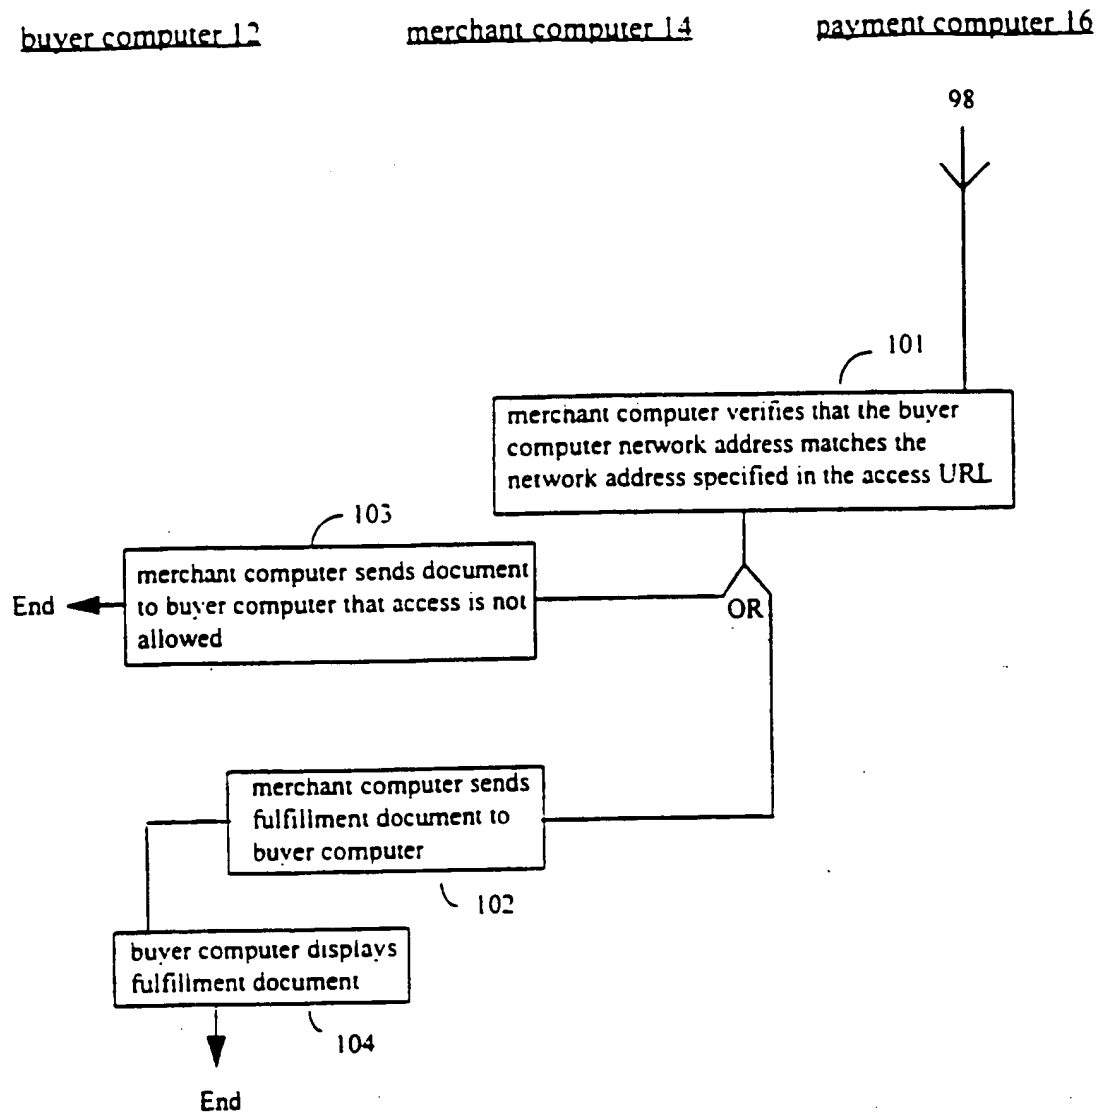 buyer computer 12
merchant computer 14
payment computer 16
98
101
merchant computer verifies that the buyer
computer network address matches the
network address specified in the access URL
103
merchant computer sends document
to buyer computer that access is not
allowed
End
OR
merchant computer sends
fulfillment document to
buyer computer
102
buyer computer displays
fulfillment document
104
End